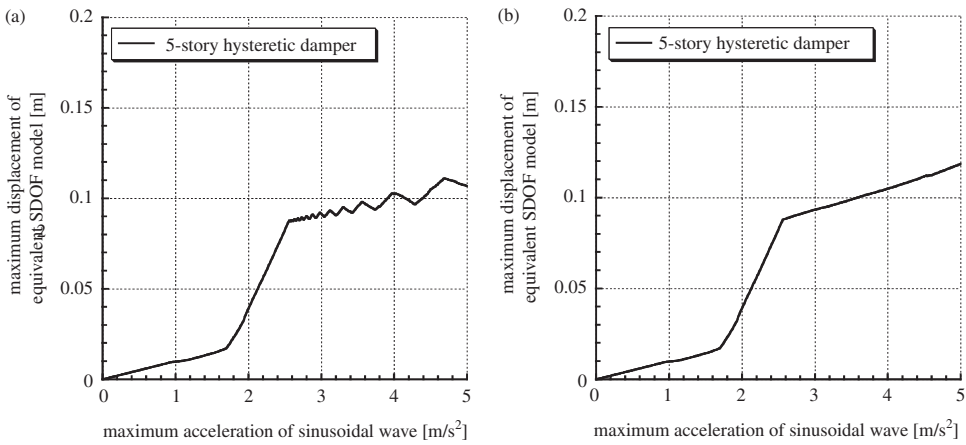 (a)
0.2
0.15
0.1
0.05
0
5-story hysteretic damper
maximum displacement of
equivalent SDOF model [m]
0 1 2 3 4 5
maximum acceleration of sinusoidal wave [m/s²]
(b)
0.2
0.15
0.1
0.05
0
5-story hysteretic damper
maximum displacement of
equivalent SDOF model [m]
0 1 2 3 4 5
maximum acceleration of sinusoidal wave [m/s²]